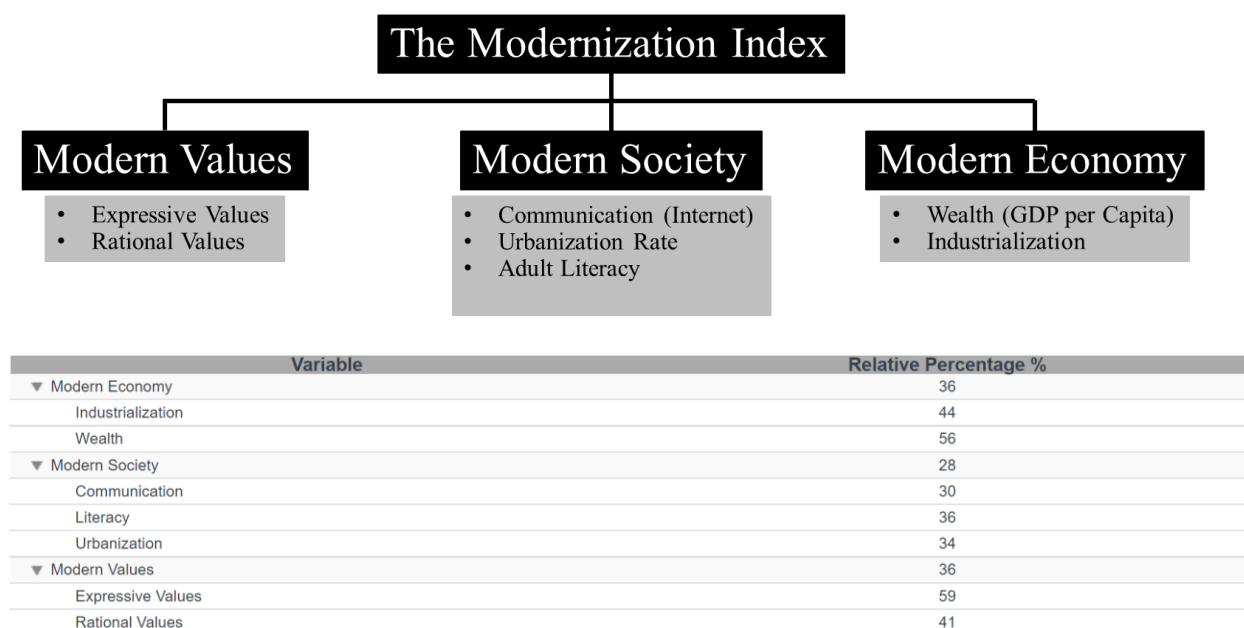 The Modernization Index
Modern Values
• Expressive Values
• Rational Values
Modern Society
• Communication (Internet)
• Urbanization Rate
• Adult Literacy
Modern Economy
• Wealth (GDP per Capita)
• Industrialization
Variable Relative Percentage %
▼ Modern Economy 36
Industrialization 44
Wealth 56
▼ Modern Society 28
Communication 30
Literacy 36
Urbanization 34
▼ Modern Values 36
Expressive Values 59
Rational Values 41